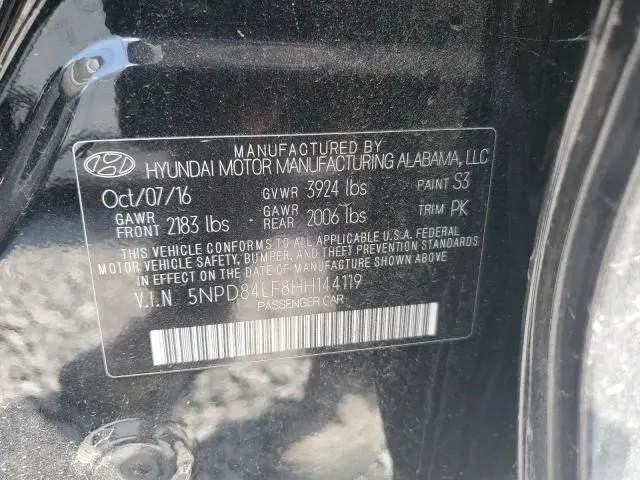 MANUFACTURED BY
HYUNDAI MOTOR MANUFACTURING ALABAMA, LLC
Oct/07/16 GVWR 3924 lbs PAINT S3
GAWR FRONT 2183 lbs GAWR REAR 2006 lbs TRIM PK
THIS VEHICLE CONFORMS TO ALL APPLICABLE U.S.A. FEDERAL
MOTOR VEHICLE SAFETY, BUMPER, AND THEFT PREVENTION STANDARDS
IN EFFECT ON THE DATE OF MANUFACTURE SHOWN ABOVE.
V.I.N 5NPD84LF8HH144119
PASSENGER CAR